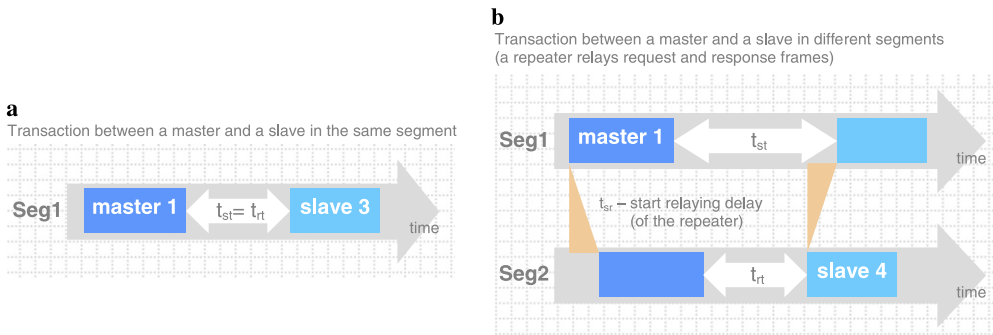 a
Transaction between a master and a slave in the same segment
Seg1
master 1
tst= trt
slave 3
time
b
Transaction between a master and a slave in different segments
(a repeater relays request and response frames)
Seg1
master 1
tst
time
tsr – start relaying delay
(of the repeater)
Seg2
trt
slave 4
time